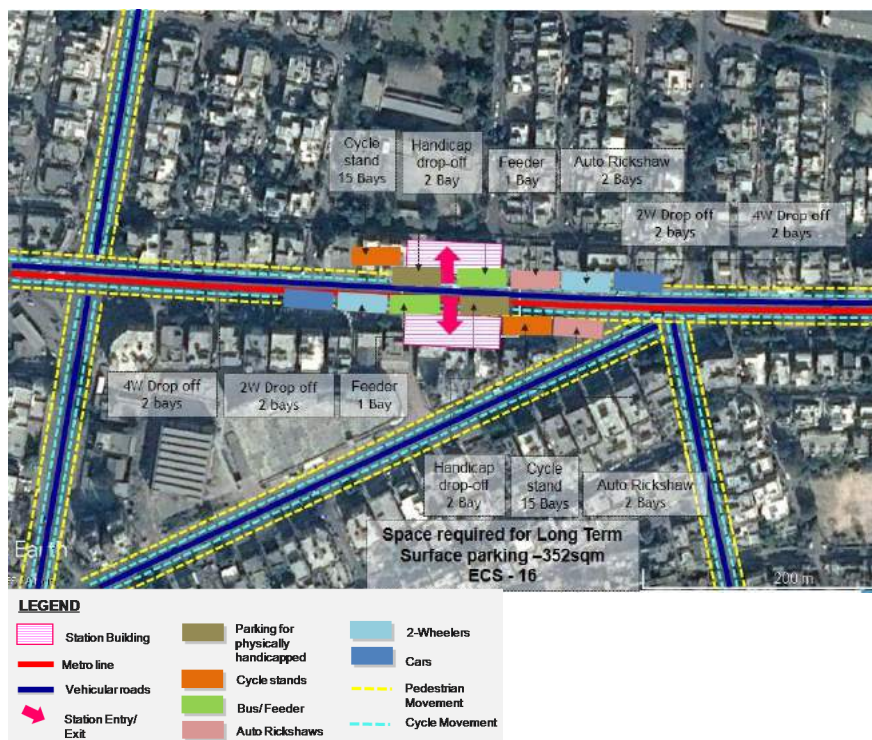 Cycle
stand
15 Bays
Handicap
drop-off
2 Bay
Feeder
1 Bay
Auto Rickshaw
2 Bays
2W Drop off
2 bays
4W Drop off
2 bays
4W Drop off
2 bays
2W Drop off
2 bays
Feeder
1 Bay
Handicap
drop-off
2 Bay
Cycle
stand
15 Bays
Auto Rickshaw
2 Bays
Space required for Long Term
Surface parking –352sqm
ECS - 16
Earth
200 m
LEGEND
Station Building
Metro line
Vehicular roads
Station Entry/
Exit
Parking for
physically
handicapped
Cycle stands
Bus/Feeder
Auto Rickshaws
2-Wheelers
Cars
Pedestrian
Movement
Cycle Movement